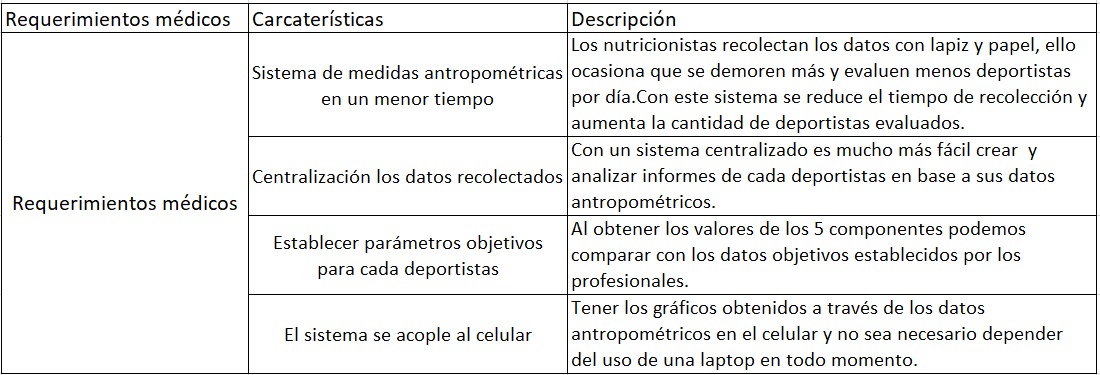 Requerimientos médicos
Carcaterísticas
Descripción
Requerimientos médicos
Sistema de medidas antropométricas
en un menor tiempo
Los nutricionistas recolectan los datos con lapiz y papel, ello
ocasiona que se demoren más y evaluen menos deportistas
por día.Con este sistema se reduce el tiempo de recolección y
aumenta la cantidad de deportistas evaluados.
Centralización los datos recolectados
Con un sistema centralizado es mucho más fácil crear  y
analizar informes de cada deportistas en base a sus datos
antropométricos.
Establecer parámetros objetivos
para cada deportistas
Al obtener los valores de los 5 componentes podemos
comparar con los datos objetivos establecidos por los
profesionales.
El sistema se acople al celular
Tener los gráficos obtenidos a través de los datos
antropométricos en el celular y no sea necesario depender
del uso de una laptop en todo momento.